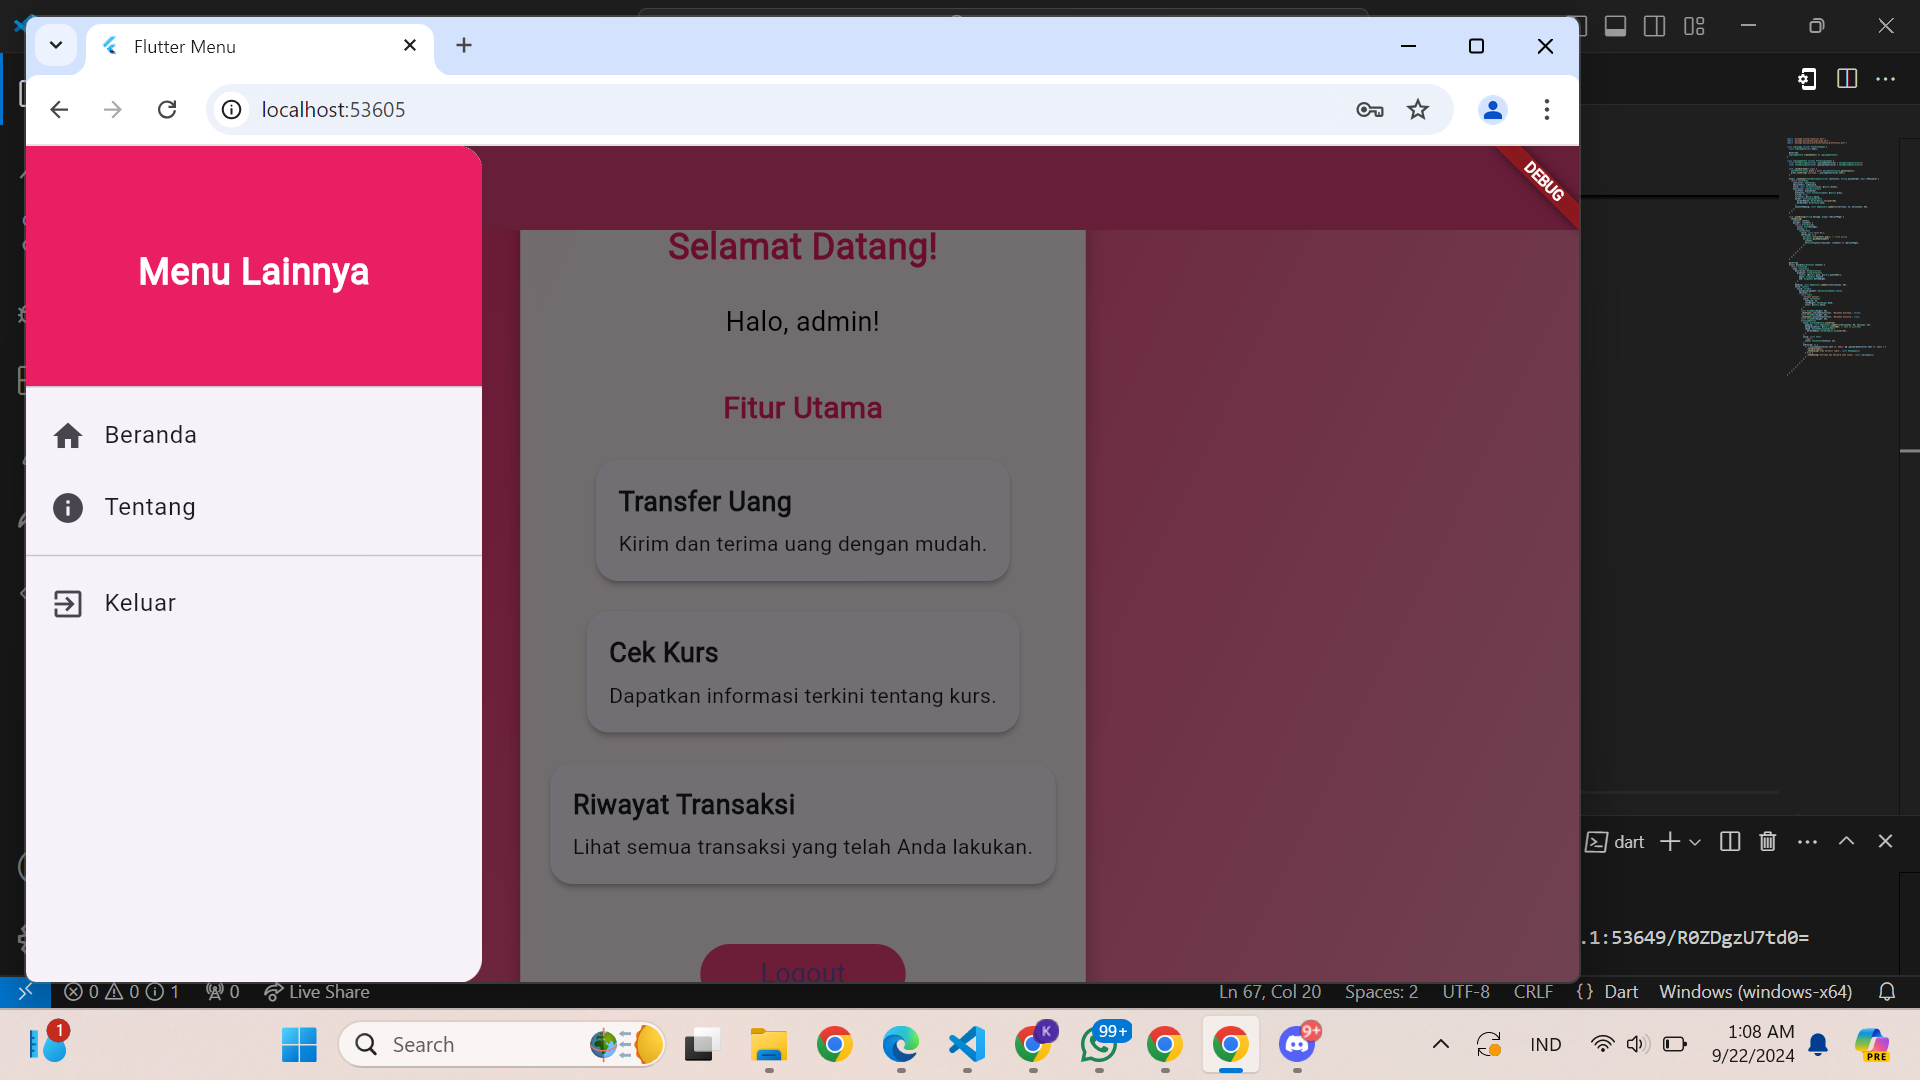 Flutter Menu
localhost:53605
DEBUG
Menu Lainnya
Beranda
Tentang
Keluar
Selamat Datang!
Halo, admin!
Fitur Utama
Transfer Uang
Kirim dan terima uang dengan mudah.
Cek Kurs
Dapatkan informasi terkini tentang kurs.
Riwayat Transaksi
Lihat semua transaksi yang telah Anda lakukan.
Logout
dart
.1:53649/R0ZDgzU7td0=
0 0 1 0 Live Share
Ln 67, Col 20 Spaces: 2 UTF-8 CRLF {} Dart Windows (windows-x64)
1
Search
K
99+
9+
IND
1:08 AM
9/22/2024
PRE